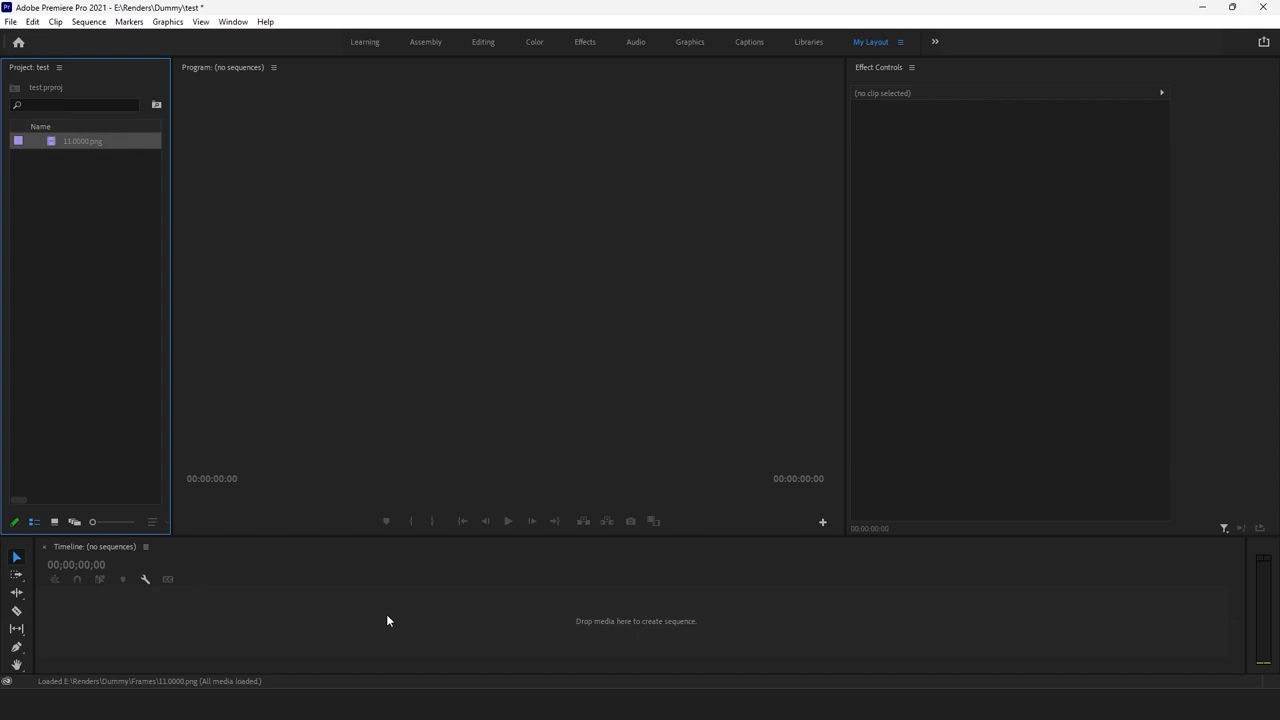 Adobe Premiere Pro 2021 - E:\Renders\Dummy\test *
File Edit Clip Sequence Markers Graphics View Window Help
Learning Assembly Editing Color Effects Audio Graphics Captions Libraries My Layout
Project: test
Program: (no sequences)
Effect Controls
test.prproj
(no clip selected)
Name
11.0000.png
00:00:00:00
00:00:00:00
00:00:00:00
Timeline: (no sequences)
00;00;00;00
Drop media here to create sequence.
Loaded E:\Renders\Dummy\Frames\11.0000.png (All media loaded.)